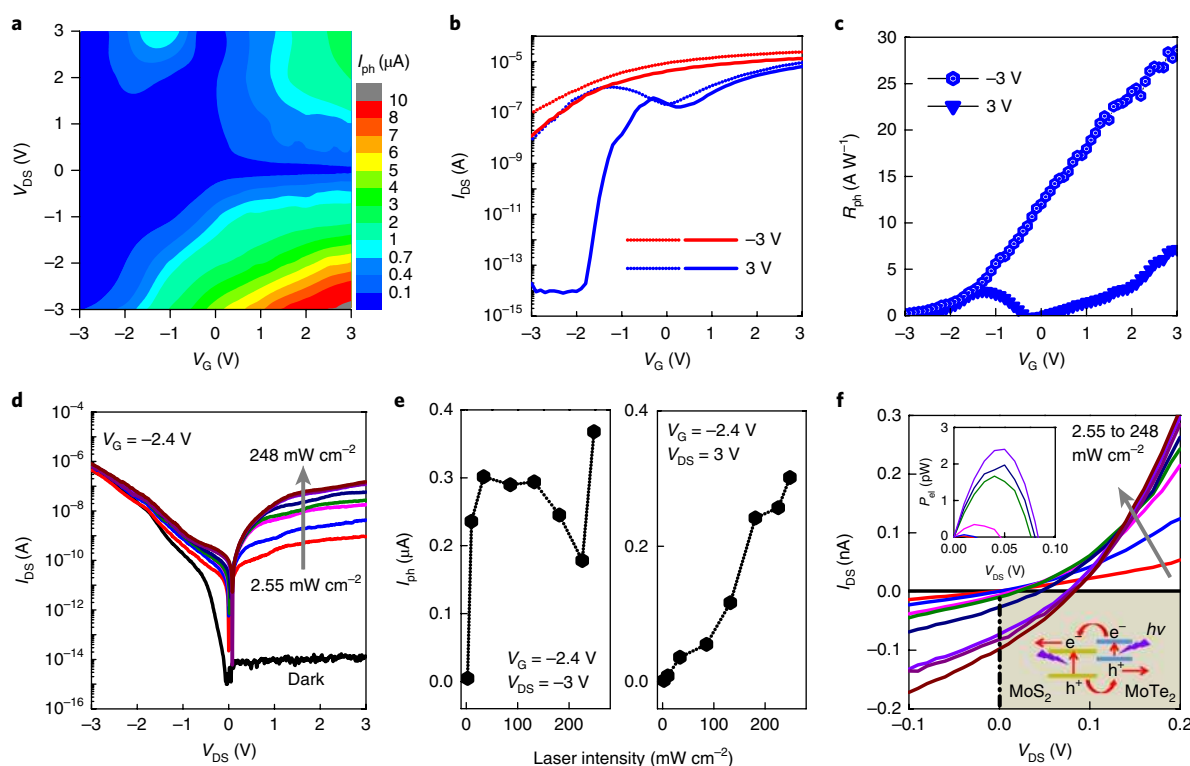 a
I_ph (μA)
10
8
7
6
5
4
3
2
1
0.7
0.4
0.1
3
2
1
0
−1
−2
−3
V_DS (V)
−3 −2 −1 0 1 2 3
V_G (V)
b
10⁻⁵
10⁻⁷
10⁻⁹
10⁻¹¹
10⁻¹³
10⁻¹⁵
I_DS (A)
−3 V
3 V
−3 −2 −1 0 1 2 3
V_G (V)
c
30
25
20
15
10
5
0
R_ph (A W⁻¹)
−3 V
3 V
−3 −2 −1 0 1 2 3
V_G (V)
d
10⁻⁴
10⁻⁶
10⁻⁸
10⁻¹⁰
10⁻¹²
10⁻¹⁴
10⁻¹⁶
I_DS (A)
V_G = −2.4 V
248 mW cm⁻²
2.55 mW cm⁻²
Dark
−3 −2 −1 0 1 2 3
V_DS (V)
e
0.4
0.3
0.2
0.1
0.0
I_ph (μA)
V_G = −2.4 V
V_DS = −3 V
0 100 200
0.4
0.2
0.0
V_G = −2.4 V
V_DS = 3 V
0 100 200
Laser intensity (mW cm⁻²)
f
0.3
0.2
0.1
0.0
−0.1
−0.2
I_DS (nA)
3
2
1
0
P_el (pW)
0.00 0.05 0.10
V_DS (V)
2.55 to 248
mW cm⁻²
e⁻ e⁻ hv
h⁺ h⁺
MoS₂ MoTe₂
−0.1 0.0 0.1 0.2
V_DS (V)